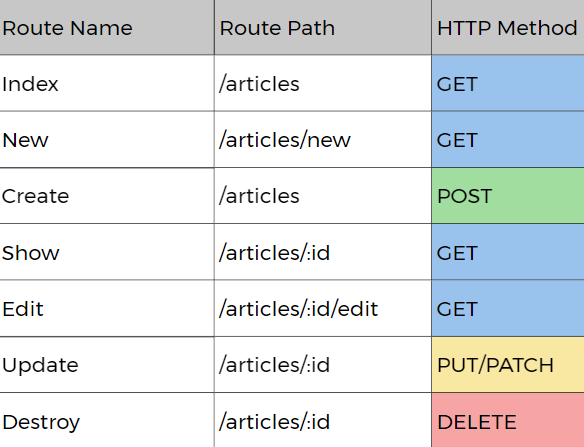 Route Name Route Path HTTP Method
Index /articles GET
New /articles/new GET
Create /articles POST
Show /articles/:id GET
Edit /articles/:id/edit GET
Update /articles/:id PUT/PATCH
Destroy /articles/:id DELETE